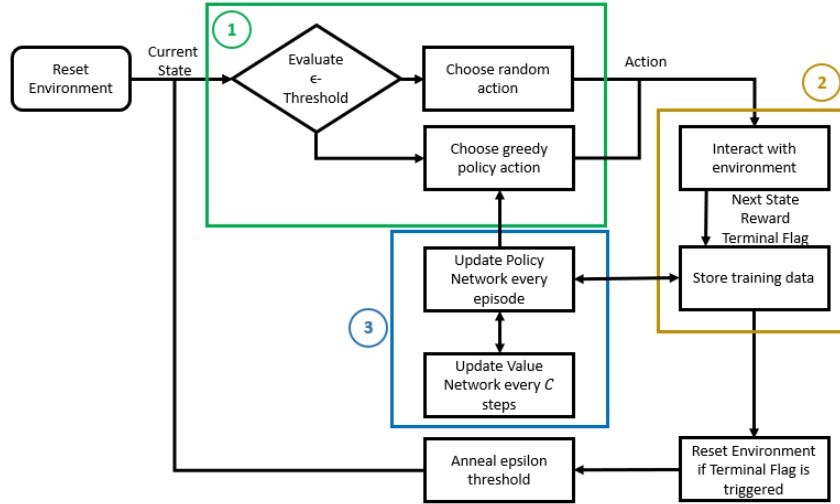 1
Current
State
Reset
Environment
Evaluate
ϵ-
Threshold
Choose random
action
Action
2
Choose greedy
policy action
Interact with
environment
Next State
Reward
Terminal Flag
Update Policy
Network every
episode
Store training data
3
Update Value
Network every C
steps
Anneal epsilon
threshold
Reset Environment
if Terminal Flag is
triggered